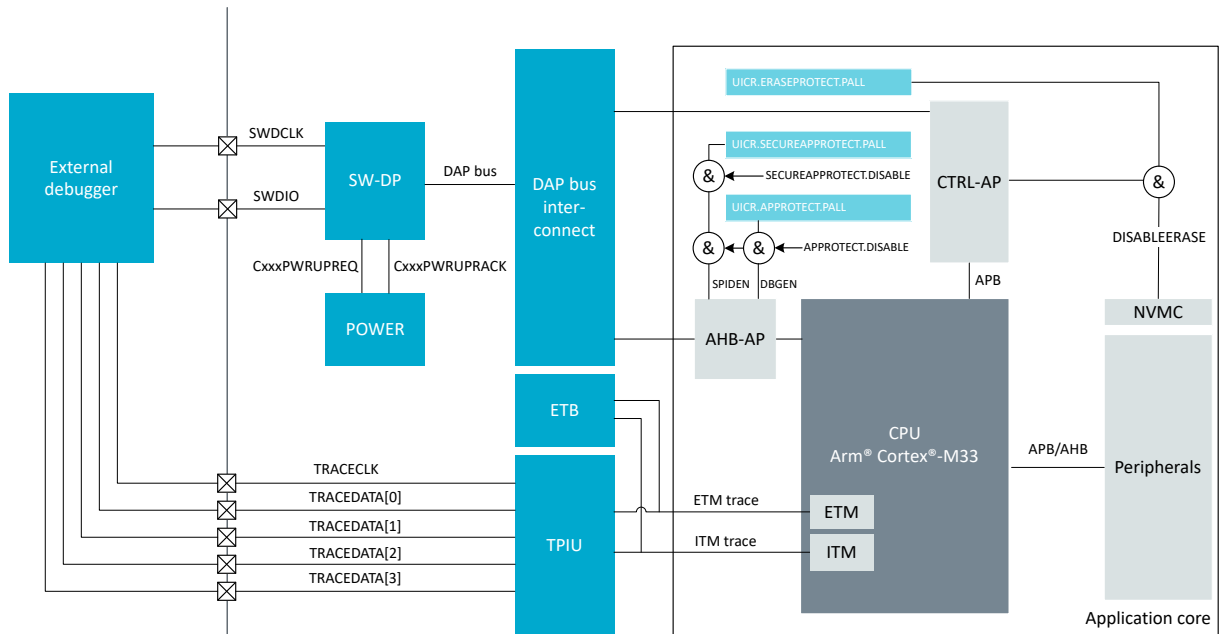 External
debugger
SWDCLK
SWDIO
SW-DP
DAP bus
CxxxPWRUPREQ
CxxxPWRUPRACK
POWER
DAP bus
inter-
connect
ETB
TPIU
TRACECLK
TRACEDATA[0]
TRACEDATA[1]
TRACEDATA[2]
TRACEDATA[3]
ETM trace
ITM trace
UICR.ERASEPROTECT.PALL
UICR.SECUREAPPROTECT.PALL
&
SECUREAPPROTECT.DISABLE
UICR.APPROTECT.PALL
&
&
APPROTECT.DISABLE
SPIDEN
DBGEN
AHB-AP
CTRL-AP
&
DISABLEERASE
APB
NVMC
CPU
Arm® Cortex®-M33
ETM
ITM
APB/AHB
Peripherals
Application core